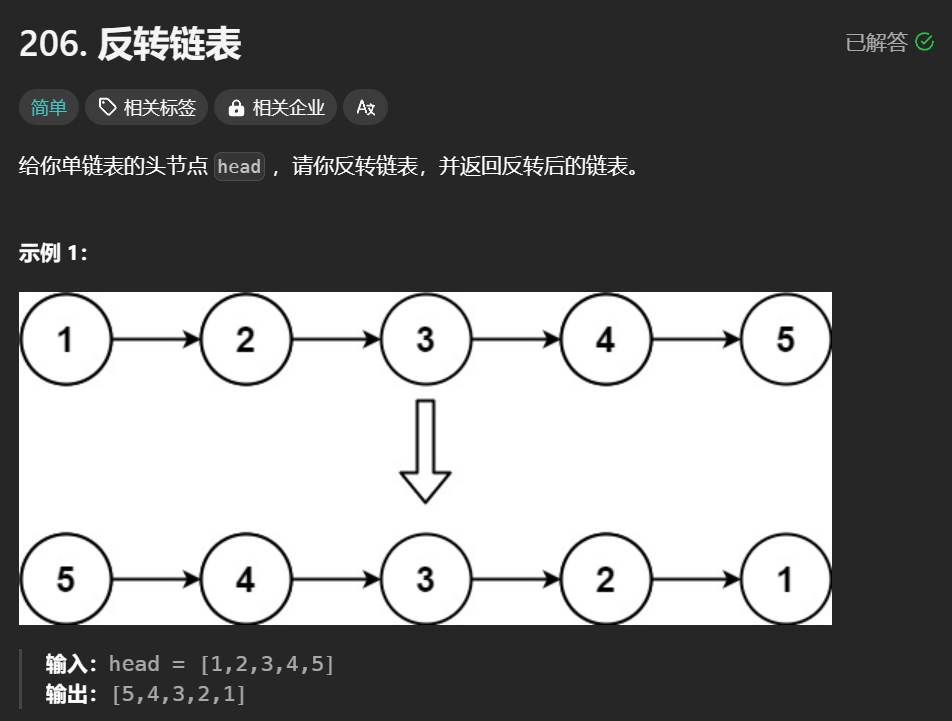 206. 反转链表
已解答
简单 相关标签 相关企业 Ax
给你单链表的头节点 head ，请你反转链表，并返回反转后的链表。
示例 1：
1 2 3 4 5
5 4 3 2 1
输入：head = [1,2,3,4,5]
输出：[5,4,3,2,1]